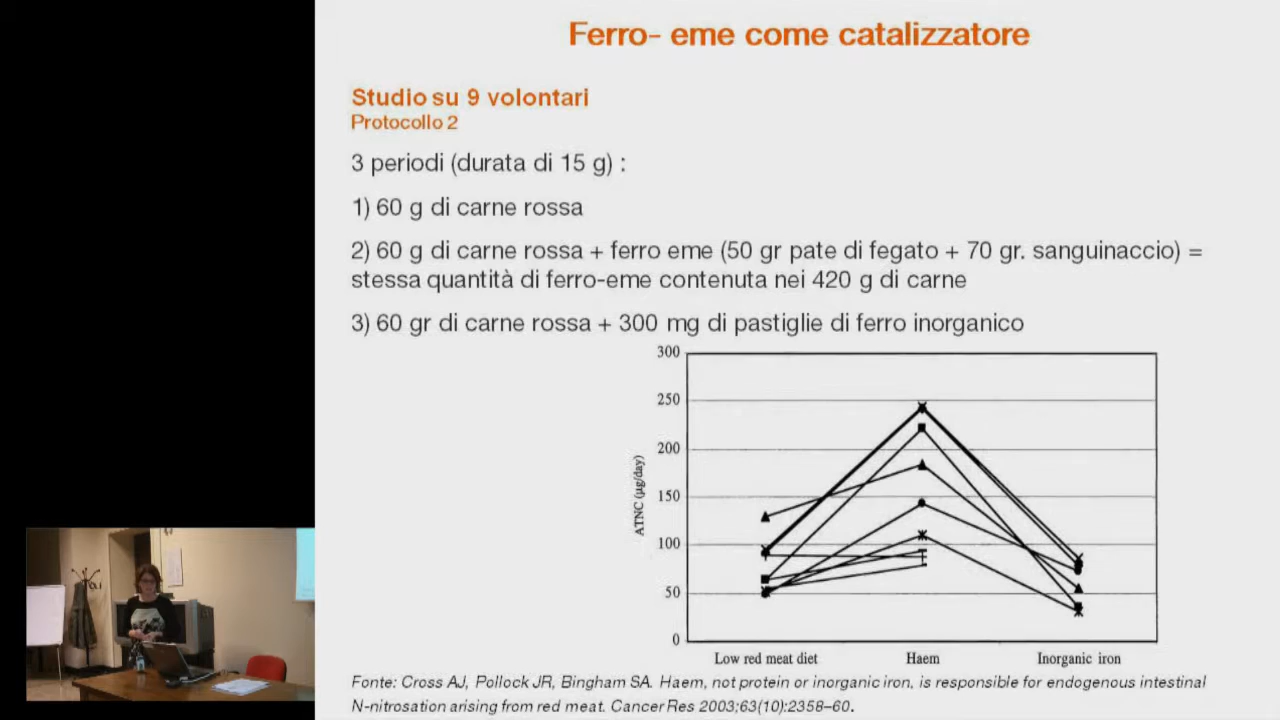 Ferro- eme come catalizzatore
Studio su 9 volontari
Protocollo 2
3 periodi (durata di 15 g) :
1) 60 g di carne rossa
2) 60 g di carne rossa + ferro eme (50 gr pate di fegato + 70 gr. sanguinaccio) =
stessa quantità di ferro-eme contenuta nei 420 g di carne
3) 60 gr di carne rossa + 300 mg di pastiglie di ferro inorganico
300
250
200
150
100
50
0
ATNC (µg/day)
Low red meat diet Haem Inorganic iron
Fonte: Cross AJ, Pollock JR, Bingham SA. Haem, not protein or inorganic iron, is responsible for endogenous intestinal
N-nitrosation arising from red meat. Cancer Res 2003;63(10):2358–60.